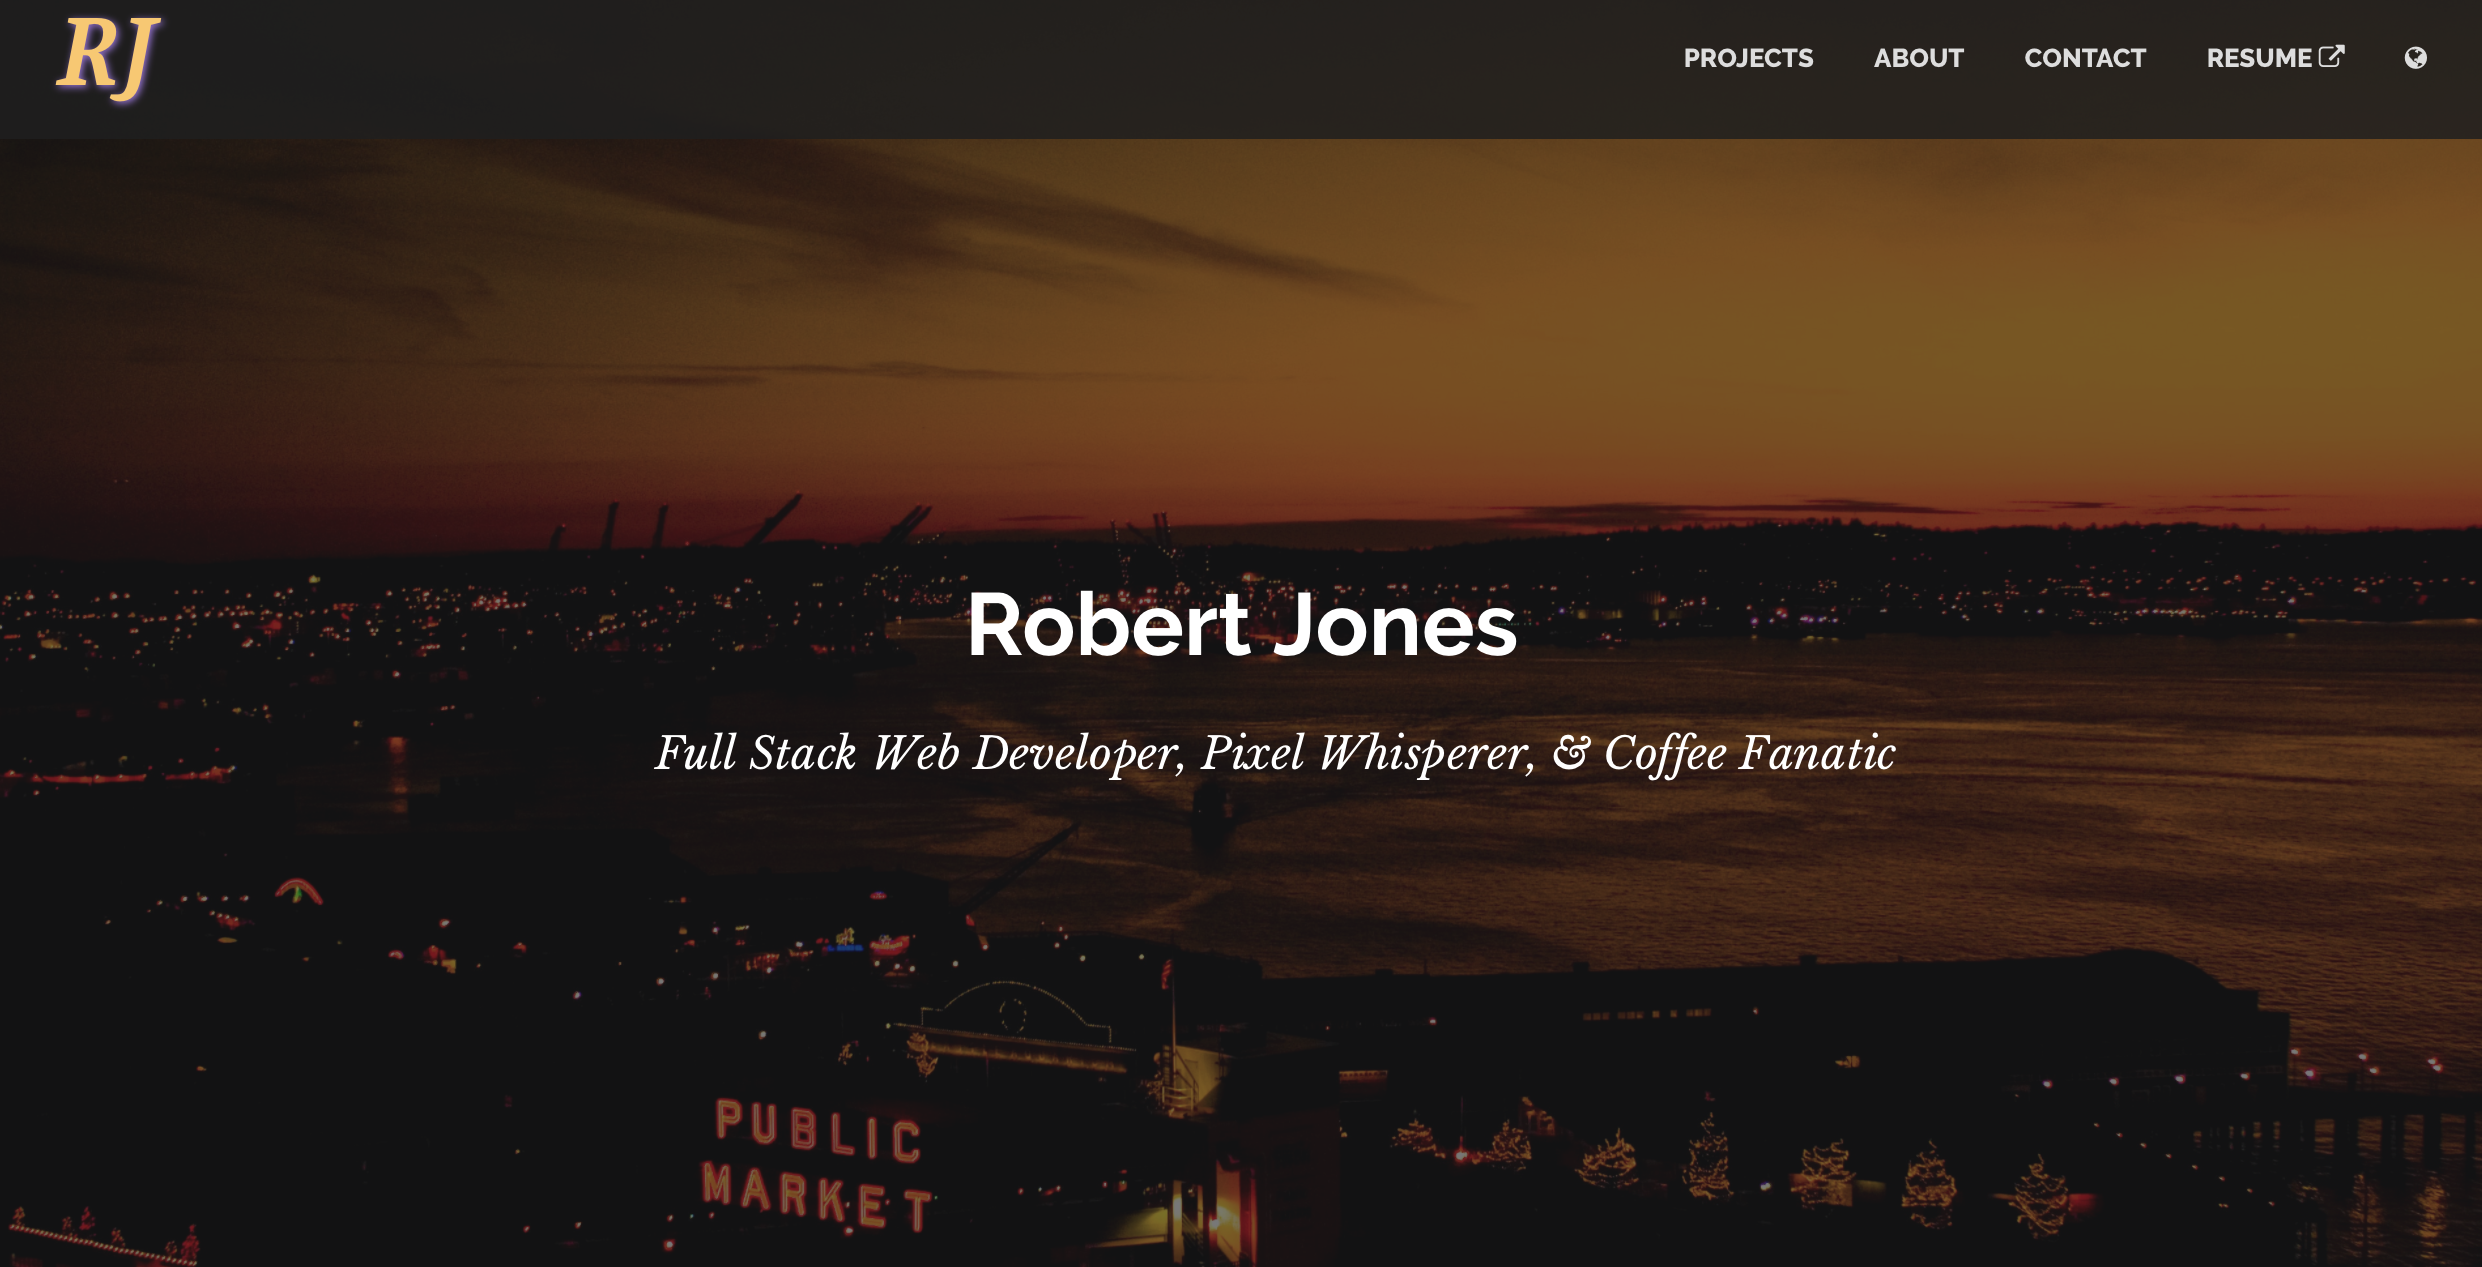 RJ
PROJECTS ABOUT CONTACT RESUME
Robert Jones
Full Stack Web Developer, Pixel Whisperer, & Coffee Fanatic
PUBLIC
MARKET